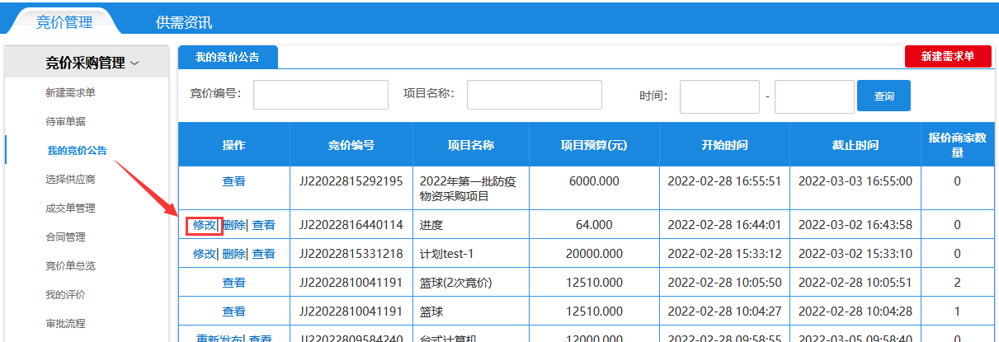 竞价管理 供需资讯
竞价采购管理
新建需求单
待审单据
我的竞价公告
选择供应商
成交单管理
合同管理
竞价单总览
我的评价
审批流程
我的竞价公告 新建需求单
竞价编号： 项目名称： 时间： - 查询
操作 竞价编号 项目名称 项目预算(元) 开始时间 截止时间 报价商家数
量
查看 JJ22022815292195 2022年第一批防疫 6000.000 2022-02-28 16:55:51 2022-03-03 16:55:00 0
物资采购项目
修改| 删除| 查看 JJ22022816440114 进度 64.000 2022-02-28 16:44:01 2022-03-02 16:43:58 0
修改| 删除| 查看 JJ22022815331218 计划test-1 20000.000 2022-02-28 15:33:12 2022-03-02 15:33:10 0
查看 JJ22022810041191 篮球(2次竞价) 12510.000 2022-02-28 10:05:50 2022-02-28 10:05:51 2
查看 JJ22022810041191 篮球 12510.000 2022-02-28 10:04:27 2022-02-28 10:04:28 1
重新发布| 查看 JJ22022809584240 台式计算机 12000.000 2022-02-28 09:58:55 2022-03-05 09:58:40 0